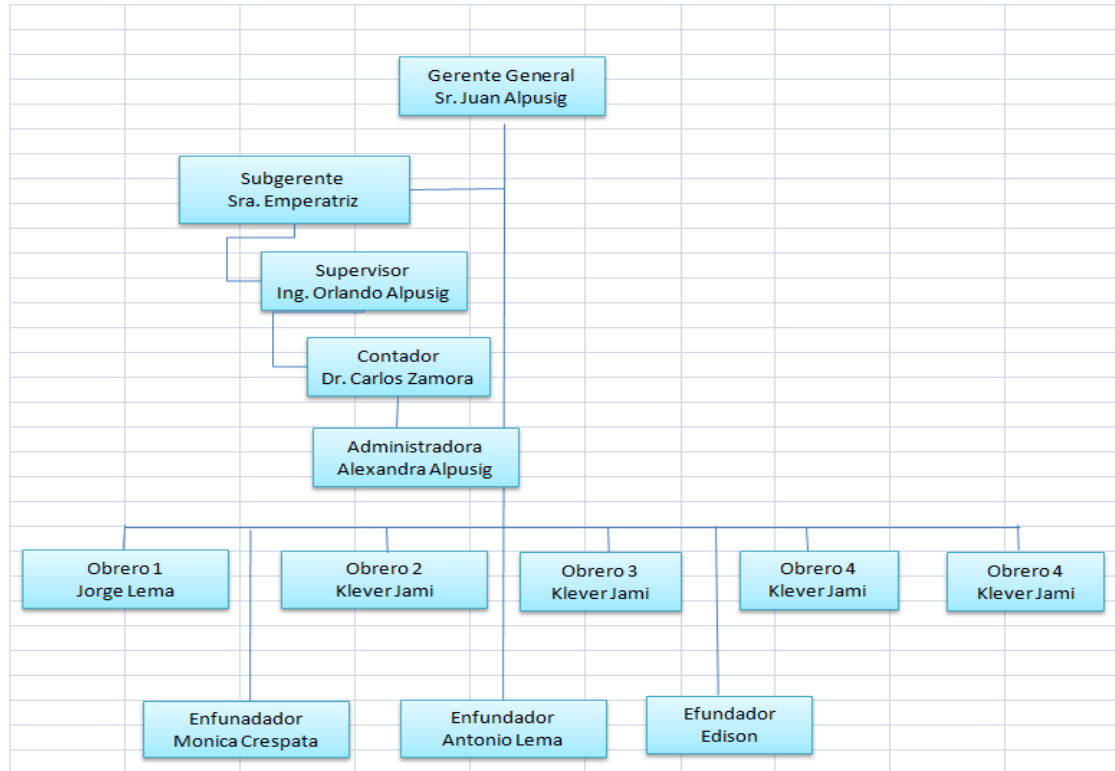 Gerente General
Sr. Juan Alpusig
Subgerente
Sra. Emperatriz
Supervisor
Ing. Orlando Alpusig
Contador
Dr. Carlos Zamora
Administradora
Alexandra Alpusig
Obrero 1
Jorge Lema
Obrero 2
Klever Jami
Obrero 3
Klever Jami
Obrero 4
Klever Jami
Obrero 4
Klever Jami
Enfunadador
Monica Crespata
Enfundador
Antonio Lema
Efundador
Edison